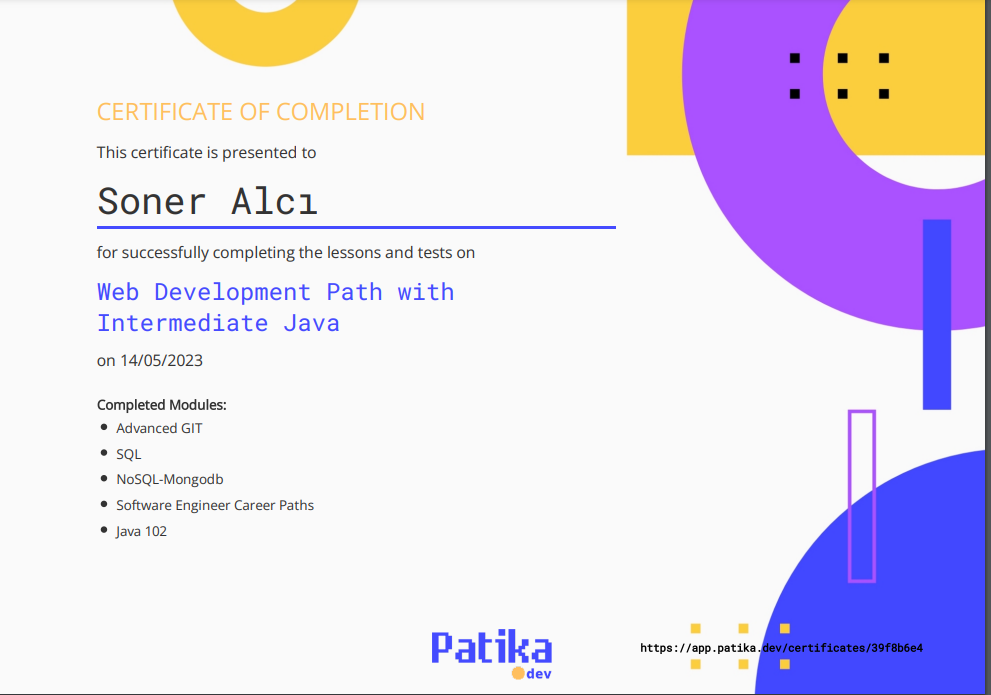 CERTIFICATE OF COMPLETION
This certificate is presented to
Soner Alcı
for successfully completing the lessons and tests on
Web Development Path with
Intermediate Java
on 14/05/2023
Completed Modules:
Advanced GIT
SQL
NoSQL-Mongodb
Software Engineer Career Paths
Java 102
Patika
dev
https://app.patika.dev/certificates/39f8b6e4